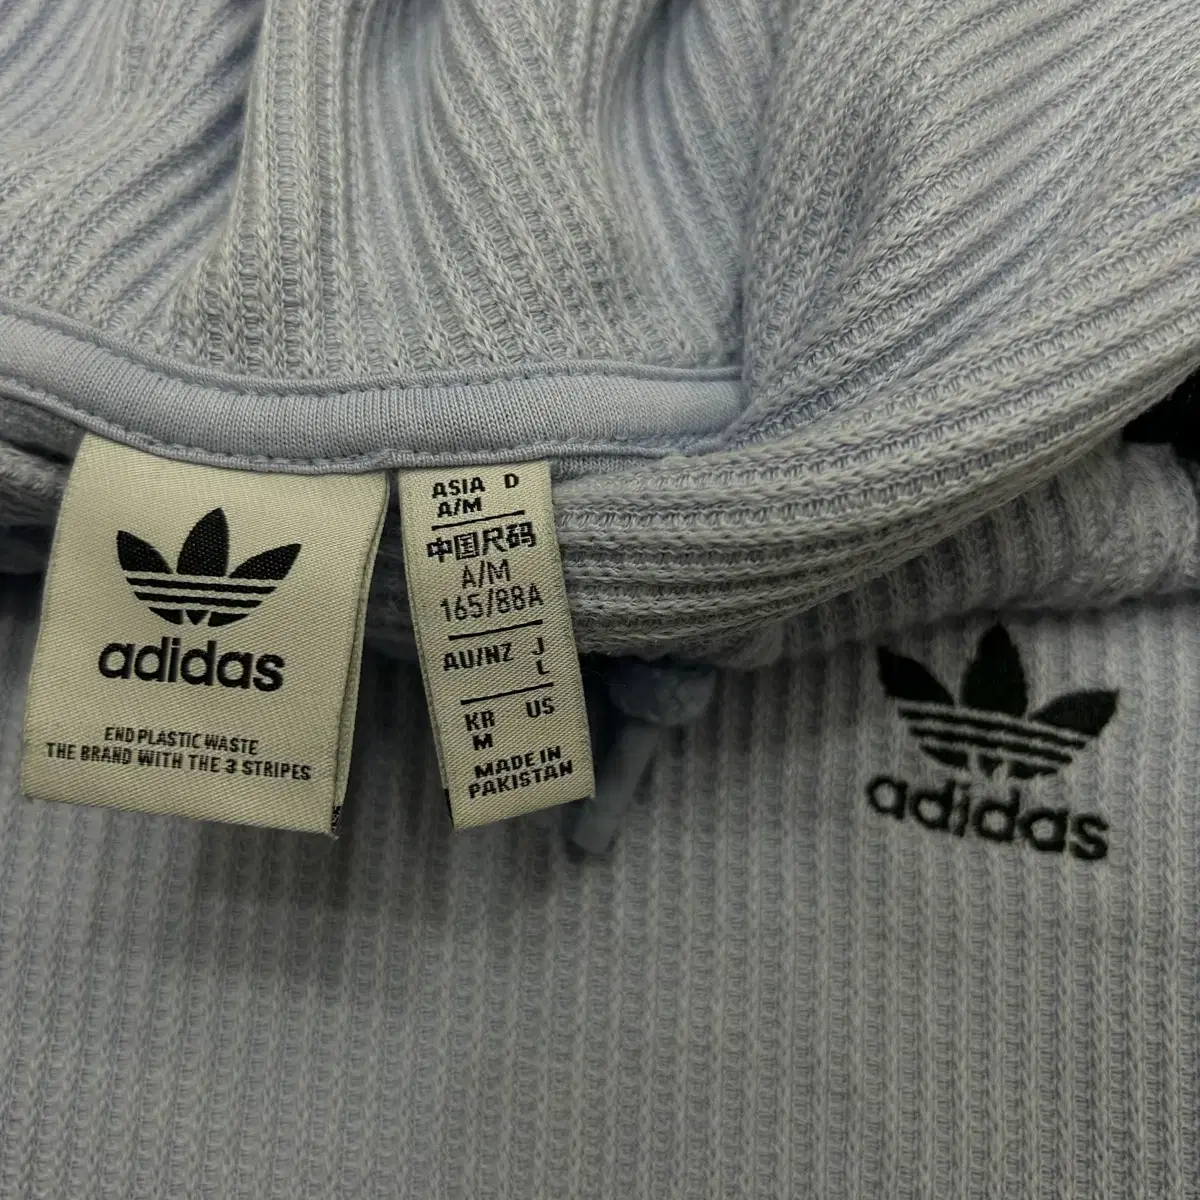 adidas
END PLASTIC WASTE
THE BRAND WITH THE 3 STRIPES
ASIA D
A/M
中国尺码
A/M
165/88A
AU/NZ J
L
KR US
M
MADE IN
PAKISTAN
adidas